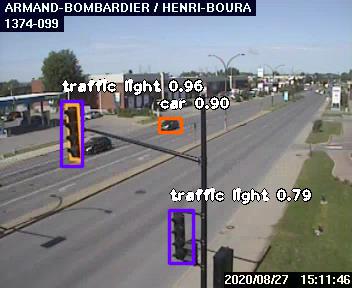 ARMAND-BOMBARDIER / HENRI-BOURA
1374-099
traffic light 0.96
car 0.90
traffic light 0.79
2020/08/27 15:11:46